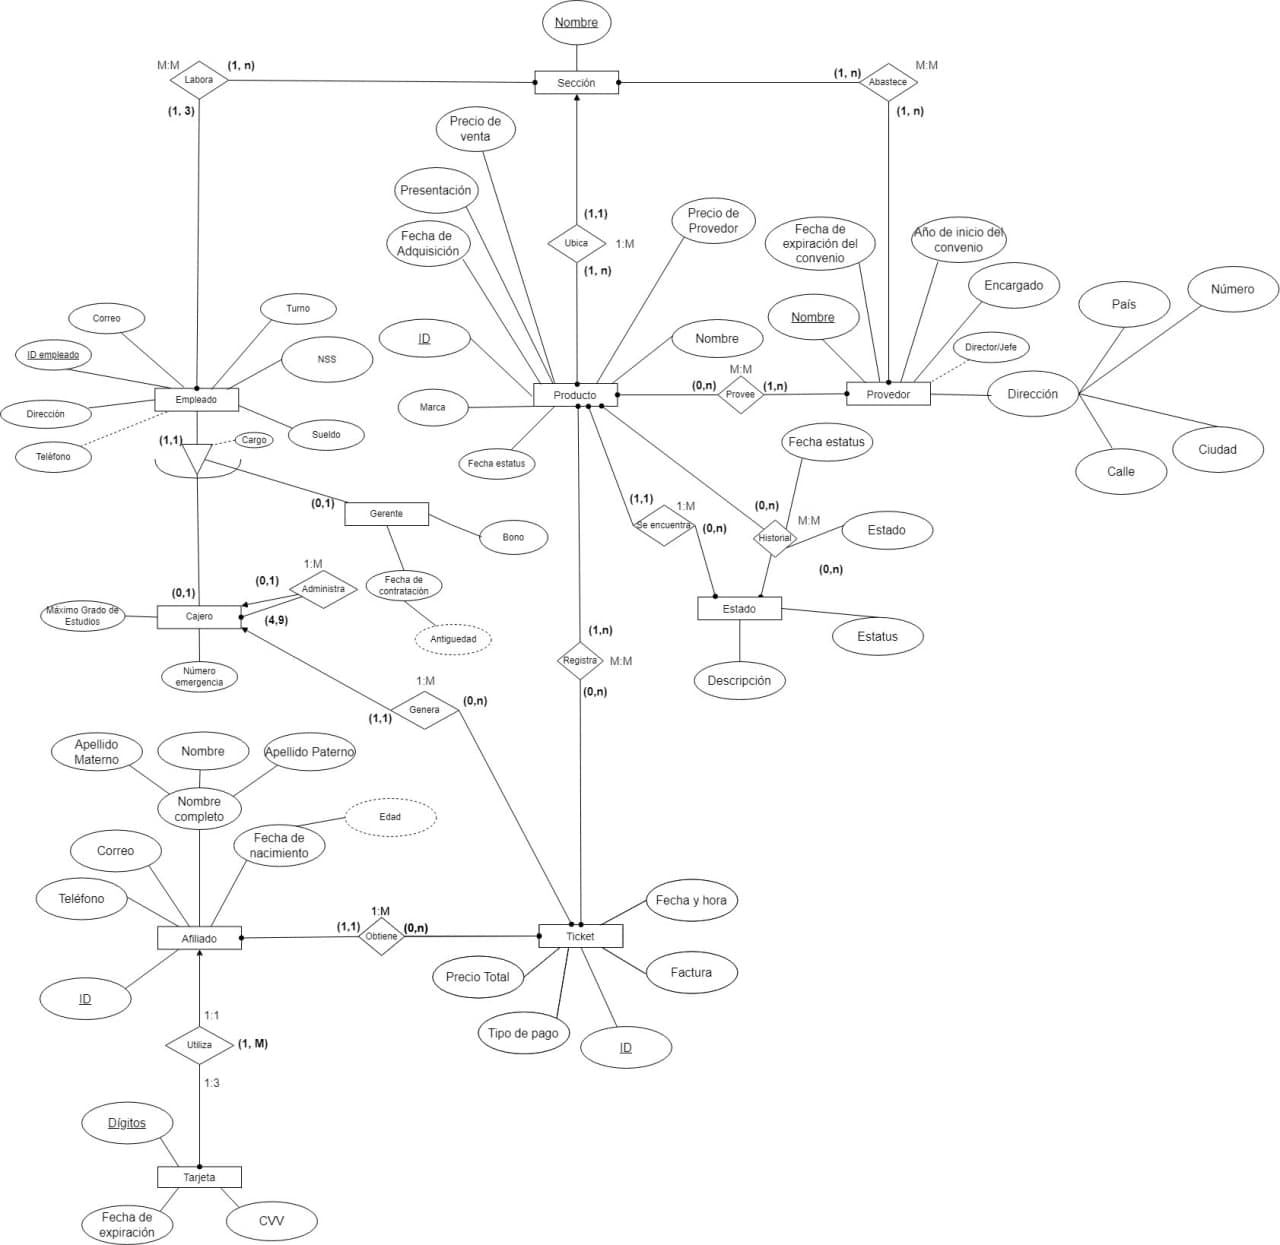 Nombre
M:M
(1, n)
Labora
(1, 3)
Sección
(1, n)
Abastece
M:M
(1, n)
Precio de
venta
Presentación
Fecha de
Adquisición
(1,1)
Ubica
1:M
(1, n)
Precio de
Provedor
Fecha de
expiración del
convenio
Año de inicio del
convenio
Encargado
País
Número
Correo
Turno
ID empleado
NSS
ID
Nombre
Nombre
Director/Jefe
Dirección
Empleado
Dirección
Teléfono
Sueldo
(1,1)
Cargo
Marca
Producto
Fecha estatus
M:M
(0,n)
Provee
(1,n)
Provedor
Ciudad
Calle
Fecha estatus
(0,1)
Gerente
Bono
(1,1)
1:M
Se encuentra
(0,n)
(0,n)
Historial
M:M
Estado
(0,n)
1:M
(0,1)
Administra
(0,1)
(4,9)
Fecha de
contratación
Antiguedad
Máximo Grado de
Estudios
Cajero
Número
emergencia
Estado
Estatus
Descripción
(1,n)
Registra
M:M
(0,n)
1:M
(1,1)
Genera
(0,n)
Apellido
Materno
Nombre
Apellido Paterno
Nombre
completo
Edad
Fecha de
nacimiento
Correo
Teléfono
Afiliado
ID
1:M
(1,1)
Obtiene
(0,n)
Ticket
Fecha y hora
Factura
Precio Total
Tipo de pago
ID
1:1
Utiliza
(1, M)
1:3
Dígitos
Tarjeta
Fecha de
expiración
CVV